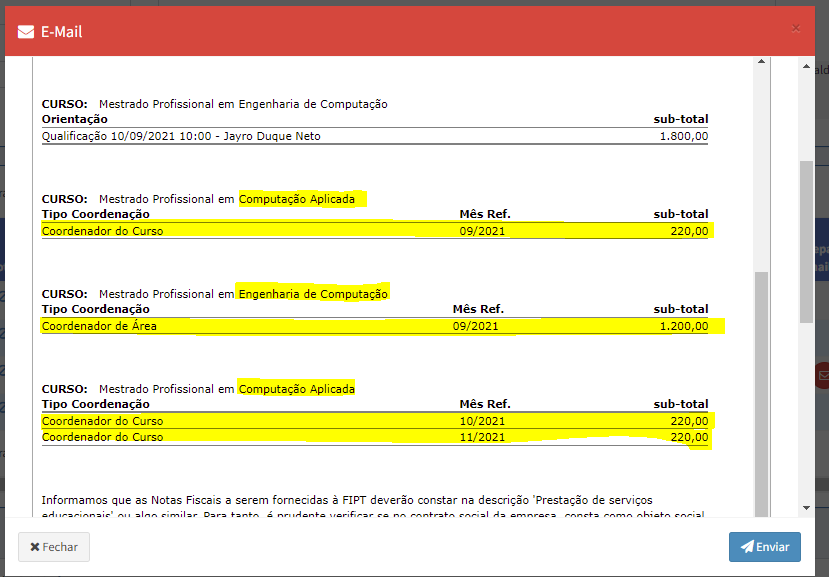 E-Mail
×
CURSO: Mestrado Profissional em Engenharia de Computação
Orientação sub-total
Qualificação 10/09/2021 10:00 - Jayro Duque Neto 1.800,00
CURSO: Mestrado Profissional em Computação Aplicada
Tipo Coordenação Mês Ref. sub-total
Coordenador do Curso 09/2021 220,00
CURSO: Mestrado Profissional em Engenharia de Computação
Tipo Coordenação Mês Ref. sub-total
Coordenador de Área 09/2021 1.200,00
CURSO: Mestrado Profissional em Computação Aplicada
Tipo Coordenação Mês Ref. sub-total
Coordenador do Curso 10/2021 220,00
Coordenador do Curso 11/2021 220,00
Informamos que as Notas Fiscais a serem fornecidas à FIPT deverão constar na descrição 'Prestação de serviços
educacionais' ou algo similar. Para tanto, é prudente verificar se no contrato social da empresa, consta como objeto social
Fechar
Enviar